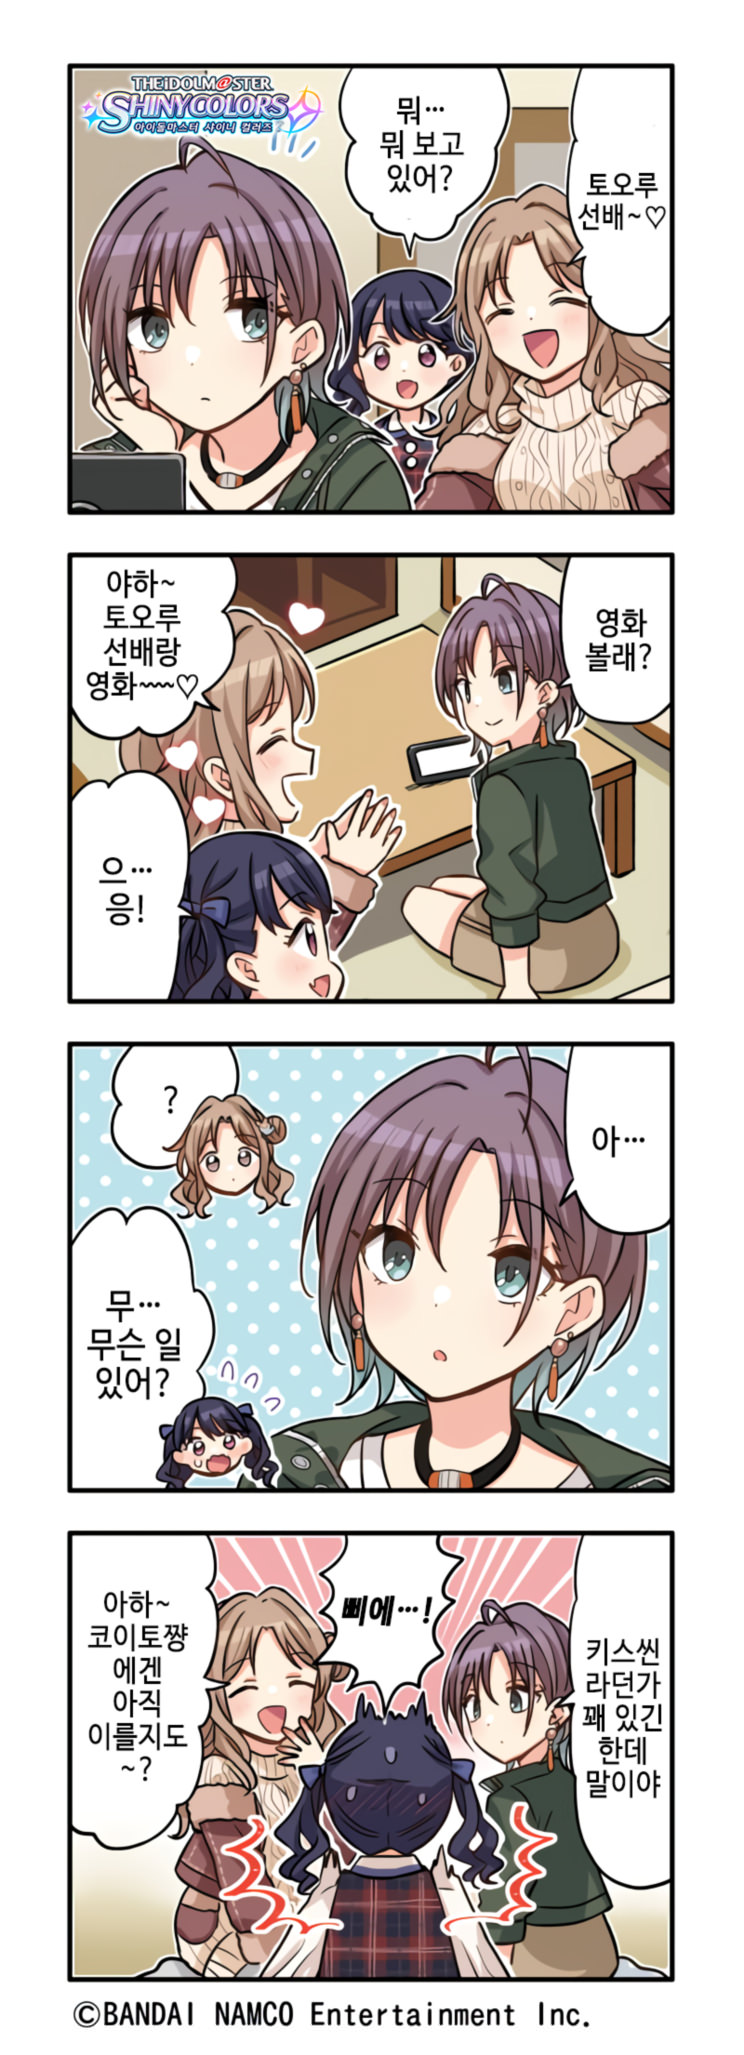 THE iDOLM@STER
SHINY COLORS
아이돌마스터 샤이니 컬러즈
토오루
선배~♡
뭐…
뭐 보고
있어?
영화
볼래?
야하~
토오루
선배랑
영화~~♡
으…
응!
아…
?
무…
무슨 일
있어?
키스씬
라던가
꽤 있긴
한데
말이야
삐에…!
아하~
코이토쨩
에겐
아직
이를지도
~?
©BANDAI NAMCO Entertainment Inc.